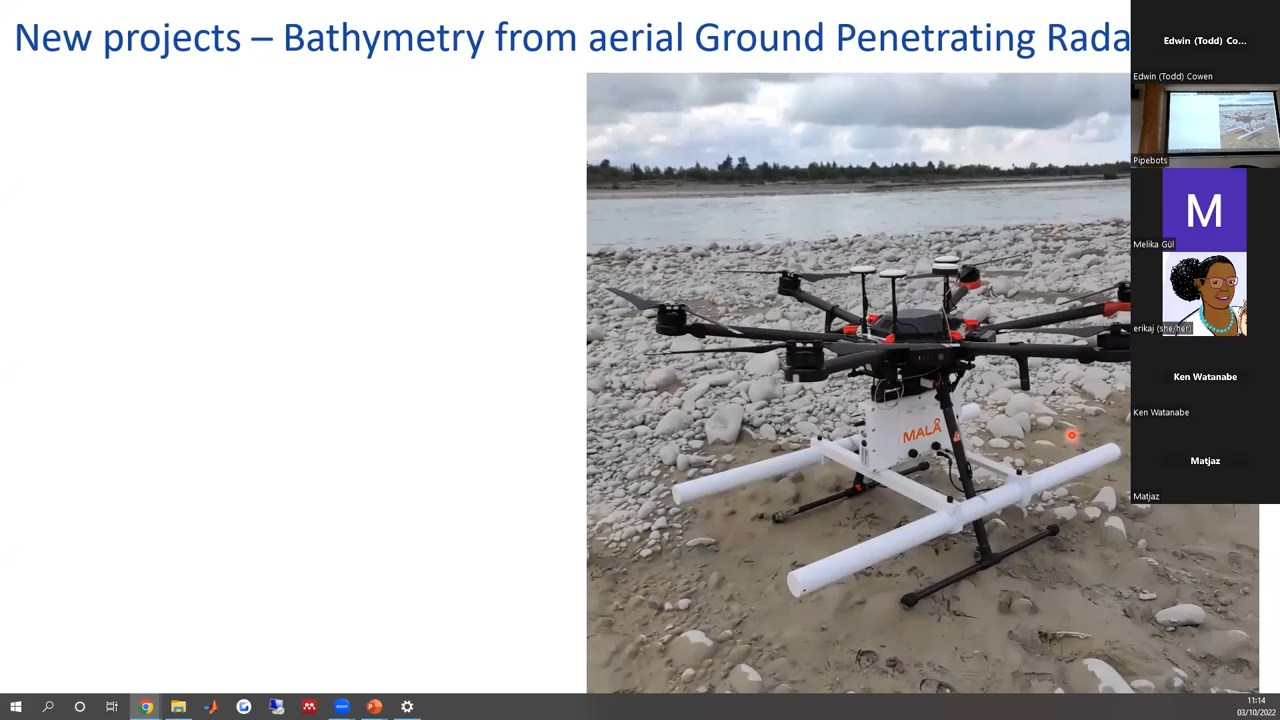 New projects – Bathymetry from aerial Ground Penetrating Rada
Edwin (Todd) Co...
Edwin (Todd) Cowen
Pipebots
M
Melika Gül
erikaj (she/her)
Ken Watanabe
Ken Watanabe
Matjaz
Matjaz
MALÅ
zoom
11:14
03/10/2022